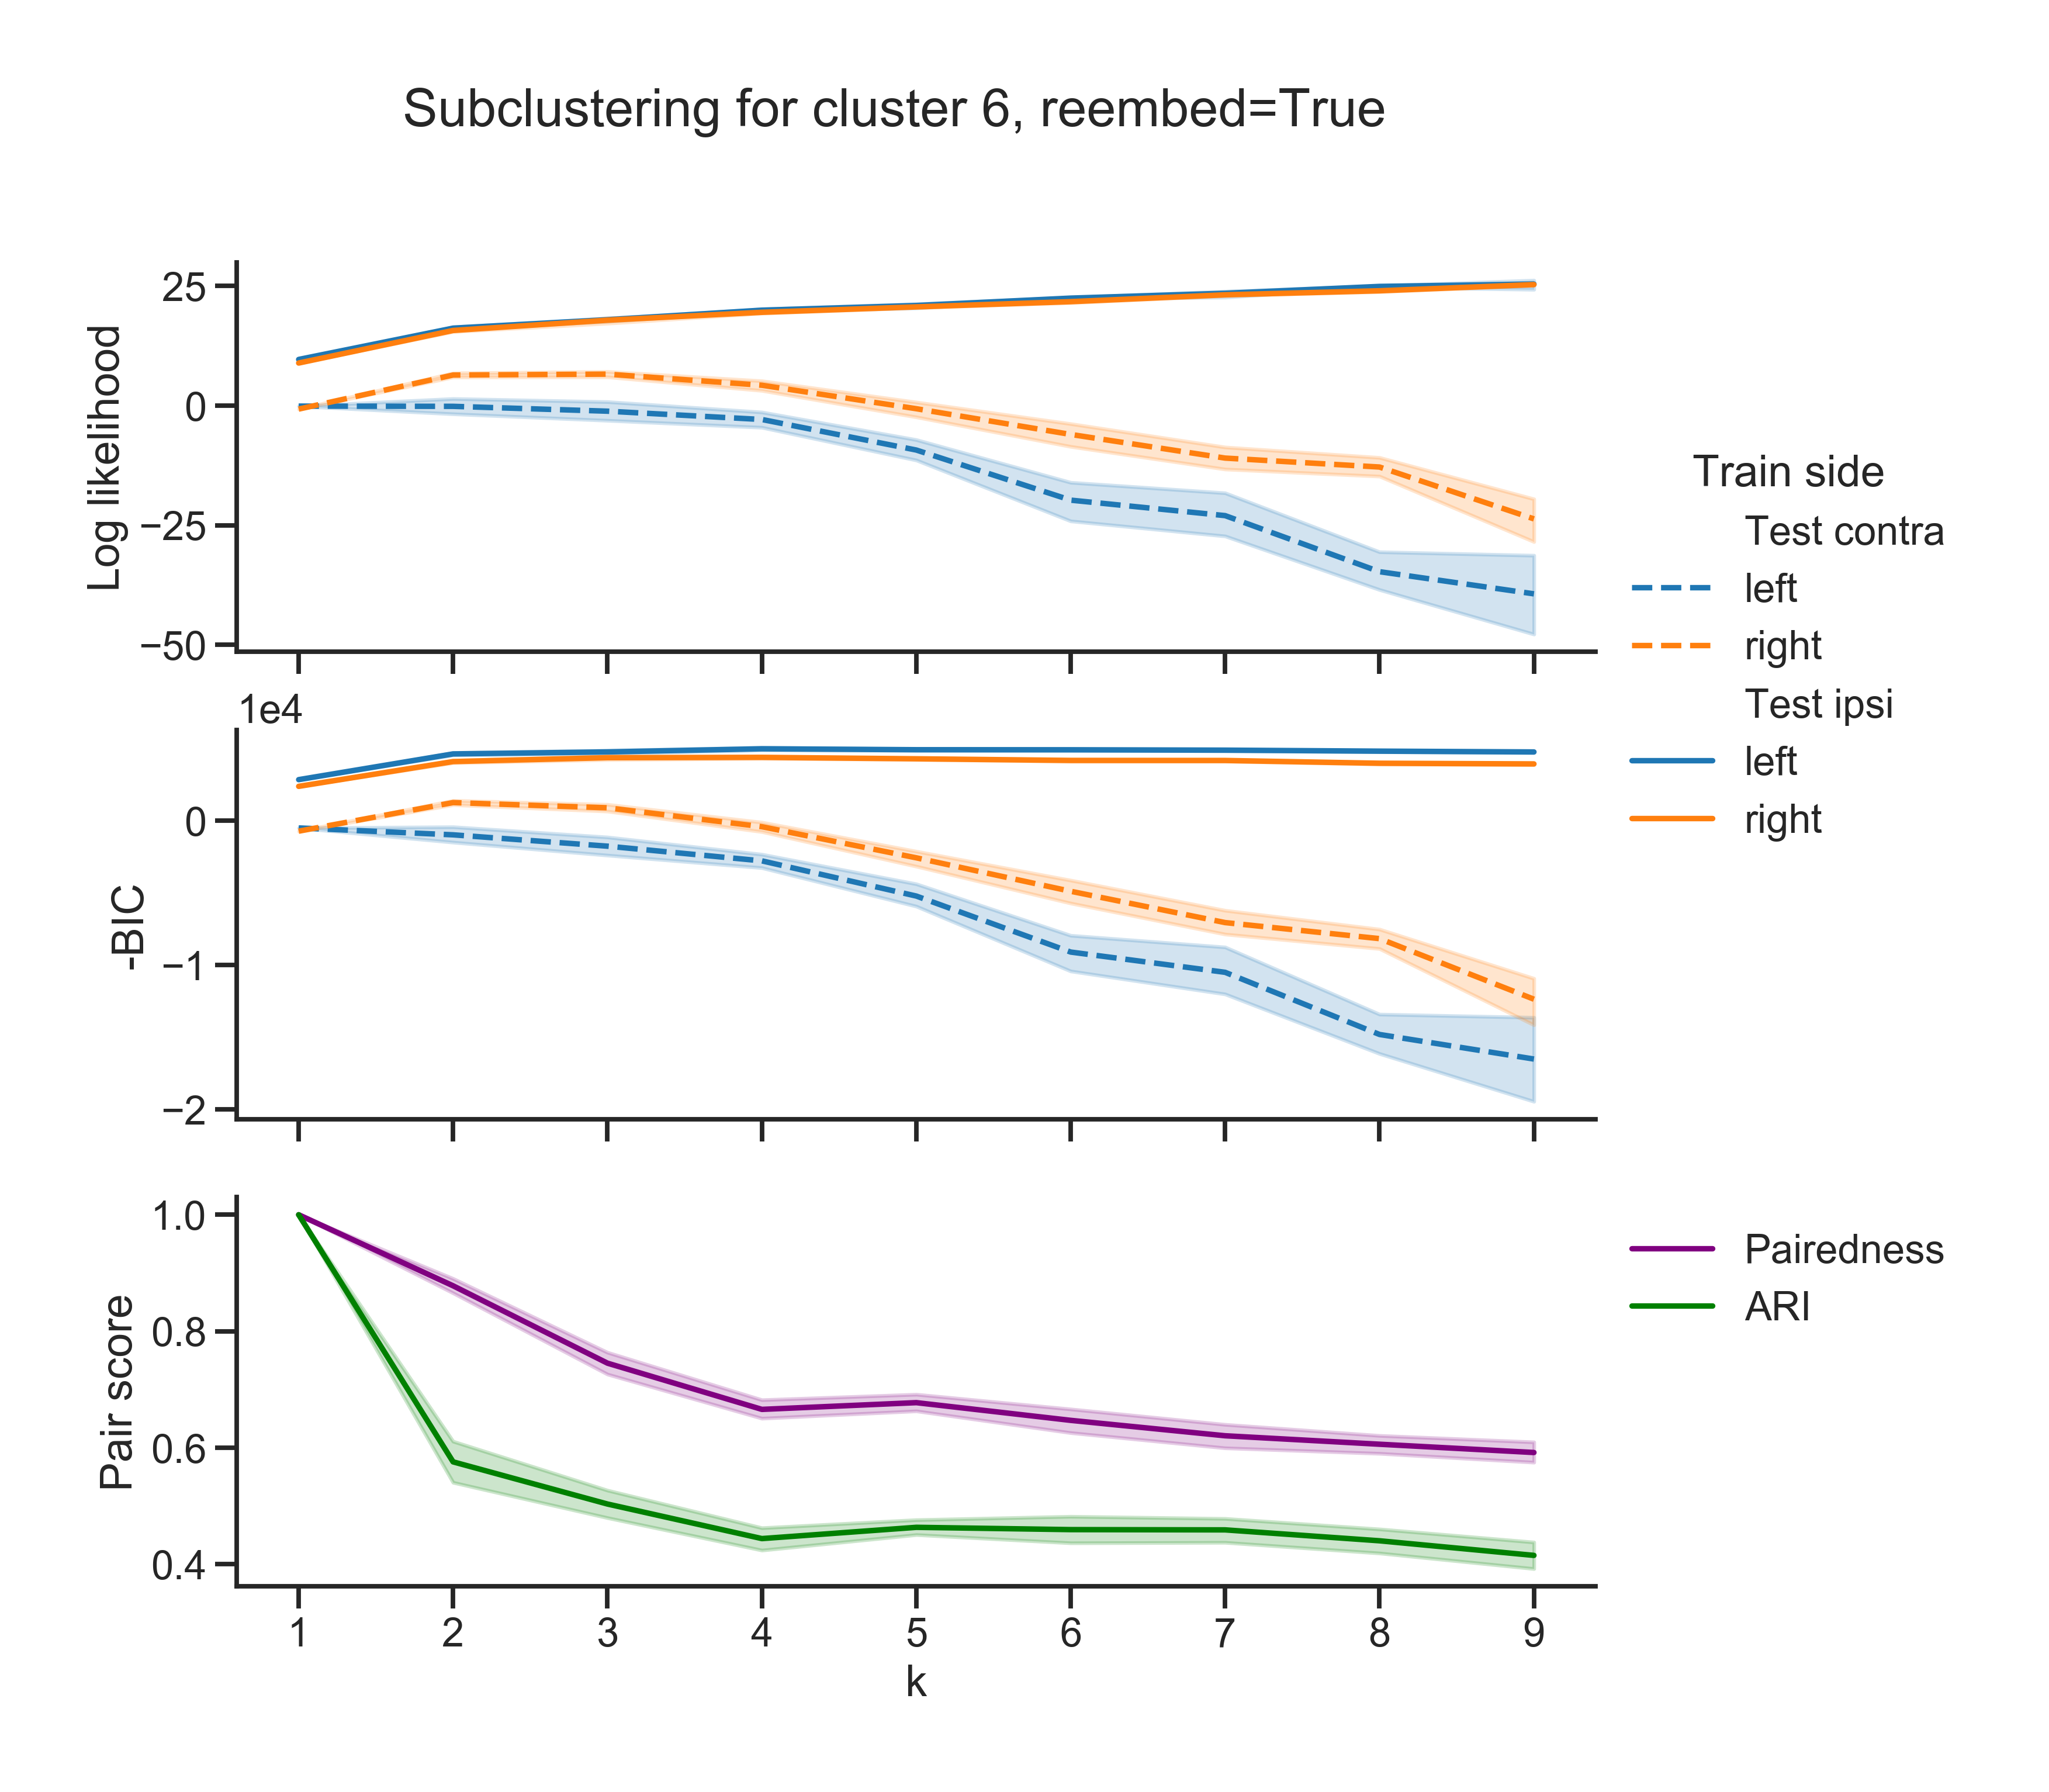 Subclustering for cluster 6, reembed=True
Log likelihood
25
0
−25
−50
1e4
-BIC
0
−1
−2
Pair score
1.0
0.8
0.6
0.4
1 2 3 4 5 6 7 8 9
k
Train side
Test contra
left
right
Test ipsi
left
right
Pairedness
ARI